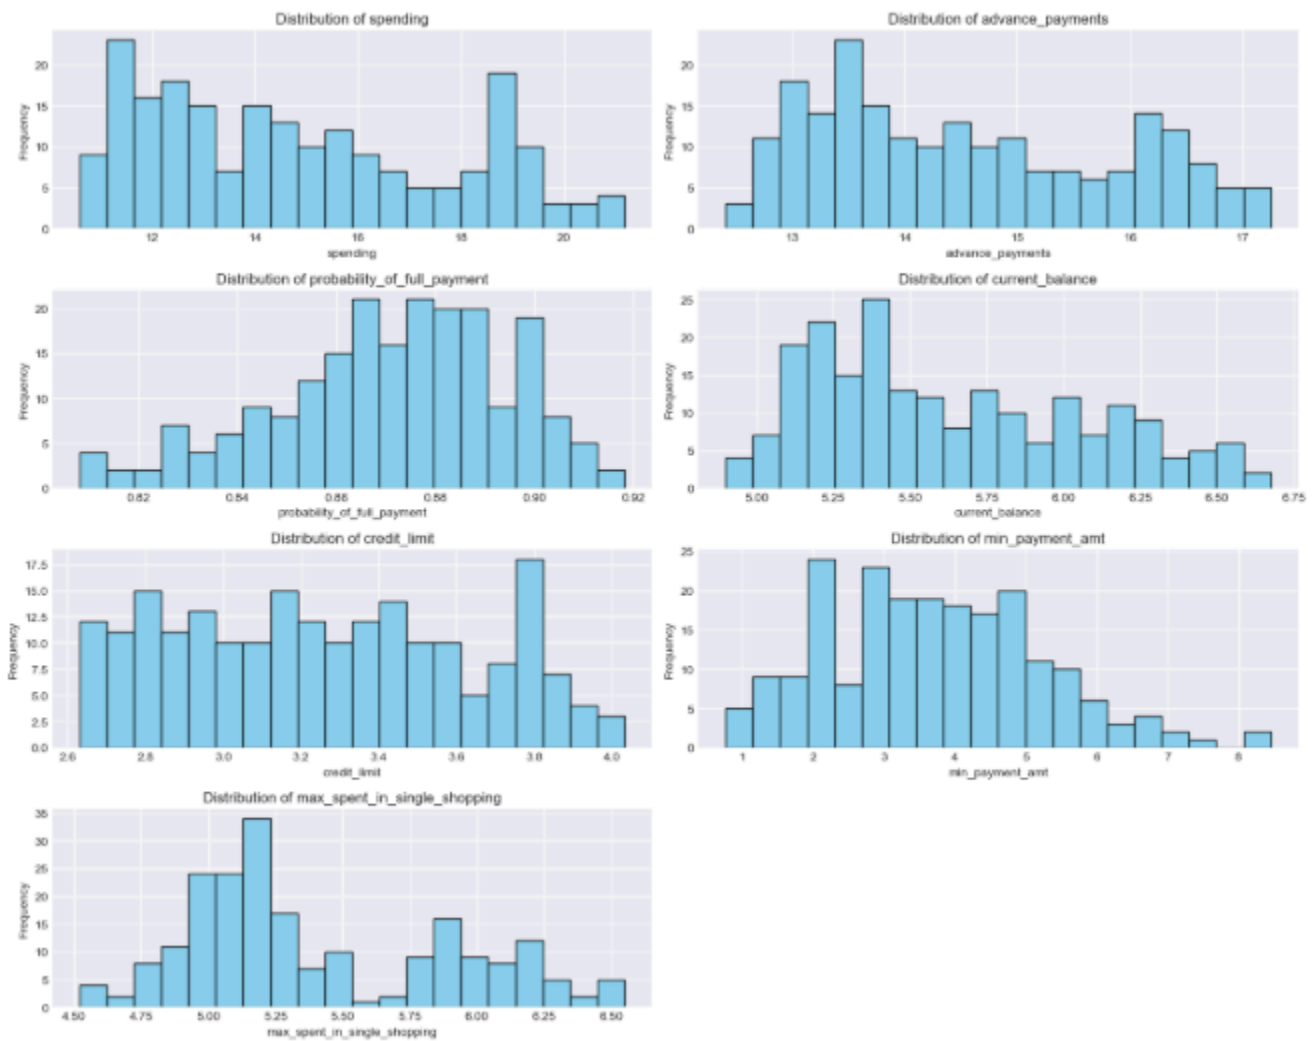 Distribution of spending
Frequency
20
15
10
5
0
12 14 16 18 20
spending
Distribution of advance_payments
Frequency
20
15
10
5
0
13 14 15 16 17
advance_payments
Distribution of probability_of_full_payment
Frequency
20
15
10
5
0
0.82 0.84 0.86 0.88 0.90 0.92
probability_of_full_payment
Distribution of current_balance
Frequency
25
20
15
10
5
0
5.00 5.25 5.50 5.75 6.00 6.25 6.50 6.75
current_balance
Distribution of credit_limit
Frequency
17.5
15.0
12.5
10.0
7.5
5.0
2.5
0.0
2.6 2.8 3.0 3.2 3.4 3.6 3.8 4.0
credit_limit
Distribution of min_payment_amt
Frequency
25
20
15
10
5
0
1 2 3 4 5 6 7 8
min_payment_amt
Distribution of max_spent_in_single_shopping
Frequency
35
30
25
20
15
10
5
0
4.50 4.75 5.00 5.25 5.50 5.75 6.00 6.25 6.50
max_spent_in_single_shopping